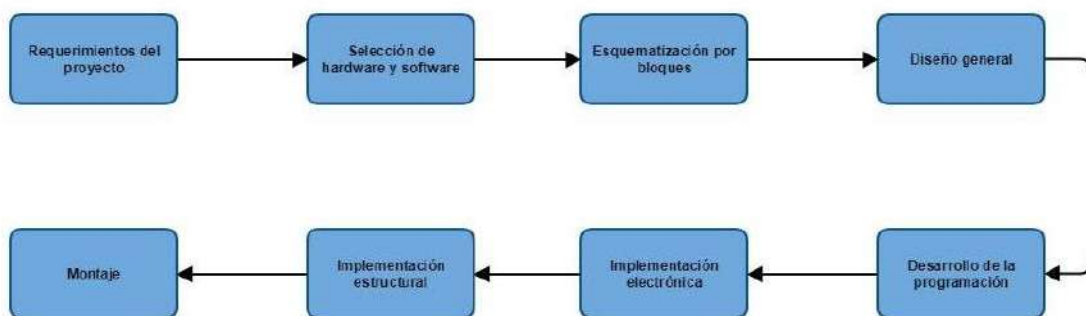 Requerimientos del
proyecto
Selección de
hardware y software
Esquematización por
bloques
Diseño general
Desarrollo de la
programación
Implementación
electrónica
Implementación
estructural
Montaje